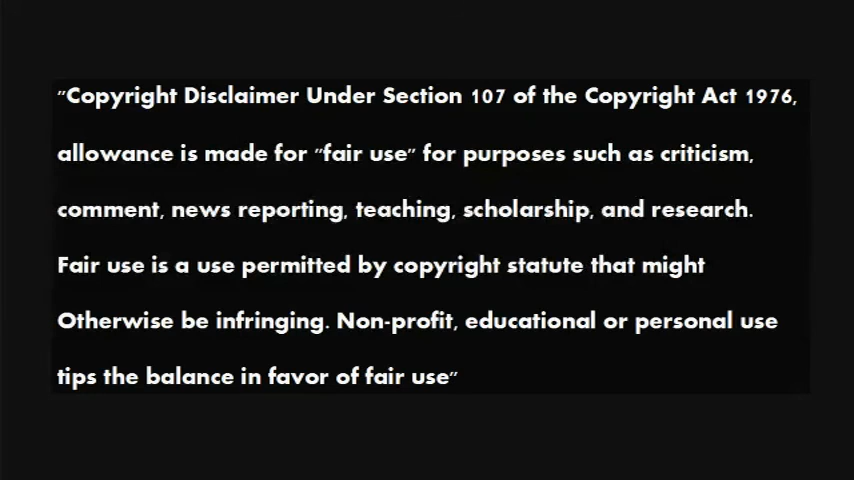 "Copyright Disclaimer Under Section 107 of the Copyright Act 1976,
allowance is made for "fair use" for purposes such as criticism,
comment, news reporting, teaching, scholarship, and research.
Fair use is a use permitted by copyright statute that might
Otherwise be infringing. Non-profit, educational or personal use
tips the balance in favor of fair use"